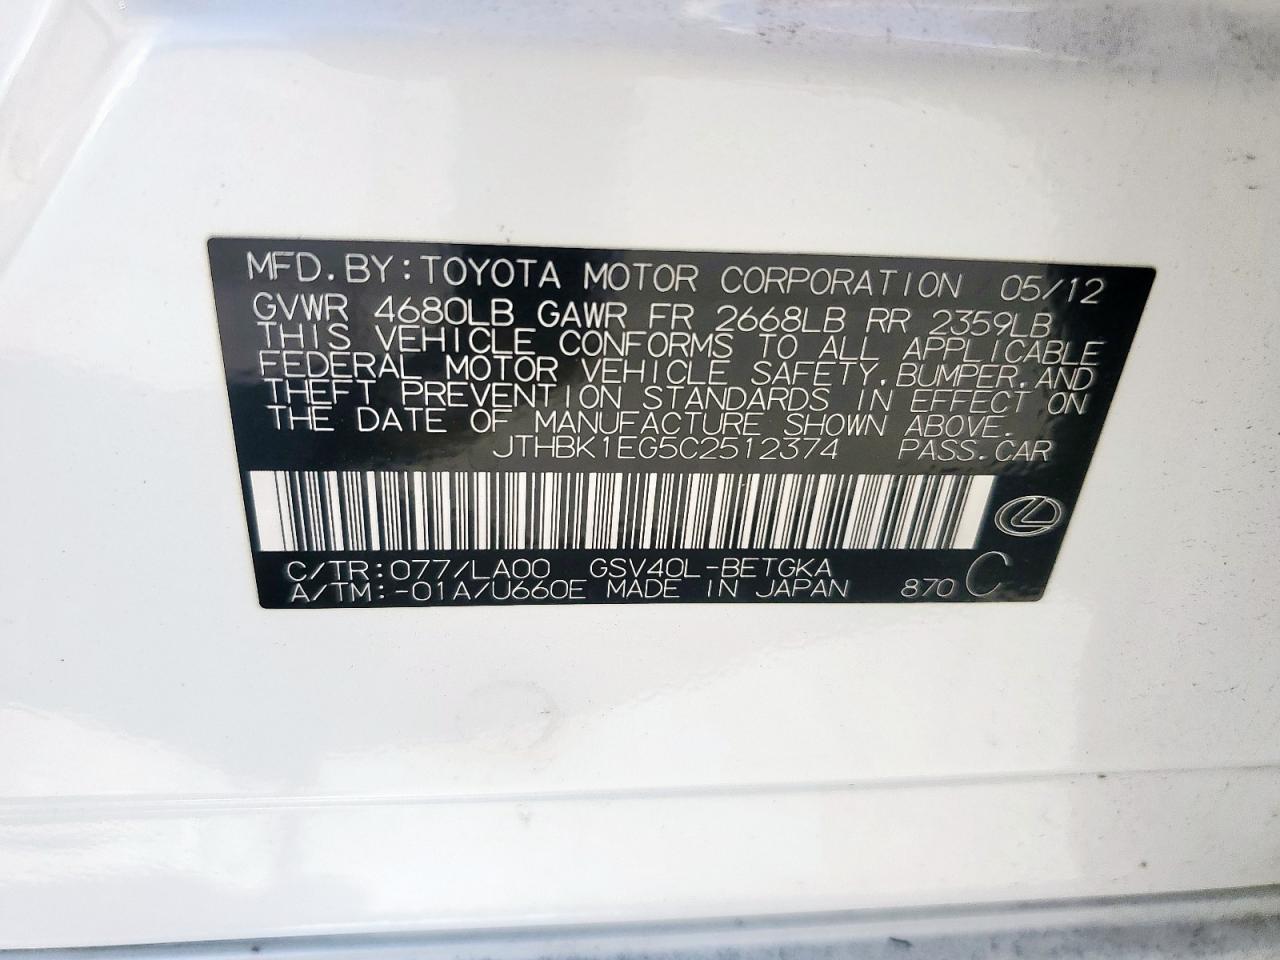 MFD.BY:TOYOTA MOTOR CORPORATION 05/12
GVWR 4680LB GAWR FR 2668LB RR 2359LB
THIS VEHICLE CONFORMS TO ALL APPLICABLE
FEDERAL MOTOR VEHICLE SAFETY,BUMPER,AND
THEFT PREVENTION STANDARDS IN EFFECT ON
THE DATE OF MANUFACTURE SHOWN ABOVE.
JTHBK1EG5C2512374 PASS.CAR
C/TR:077/LA00 GSV40L-BETGKA
A/TM:-01A/U660E MADE IN JAPAN 870 C